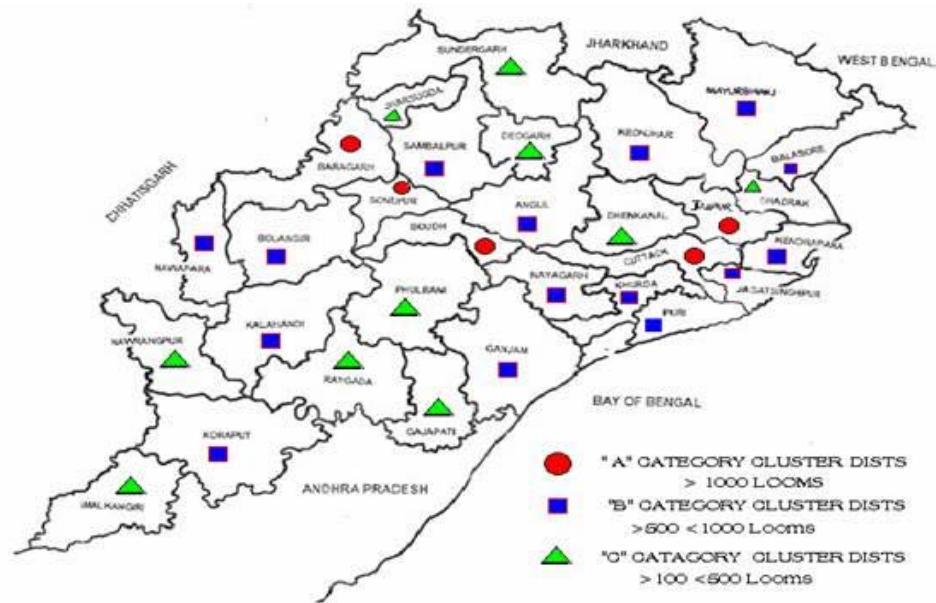 SUNDERGARH
JHARKHAND
WEST BENGAL
JHARSUGDA
MAYURBHANJ
DEOGARH
KEONJHAR
SAMBALPUR
BARAGARH
BALASORE
CHHATISGARH
SONEPUR
BHADRAK
ANGUL
DHENKANAL
JAJPUR
BOUDH
BOLANGIR
CUTTACK
KENDRAPARA
NAWAPARA
NAYAGARH
KHURDA
JAGATSINGHPUR
PHULBANI
PURI
KALAHANDI
NAWRANGPUR
GANJAM
RAYGADA
BAY OF BENGAL
GAJAPATI
KORAPUT
ANDHRA PRADESH
MALKANGIRI
"A" CATEGORY CLUSTER DISTS
> 1000 LOOMS
"B" CATEGORY CLUSTER DISTS
>500 <1000 Looms
"C" CATAGORY CLUSTER DISTS
>100 <500 Looms